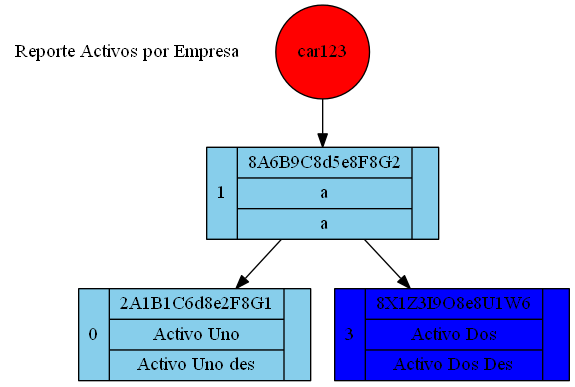 Reporte Activos por Empresa
car123
1
8A6B9C8d5e8F8G2
a
a
0
2A1B1C6d8e2F8G1
Activo Uno
Activo Uno des
3
8X1Z3I9O8e8U1W6
Activo Dos
Activo Dos Des